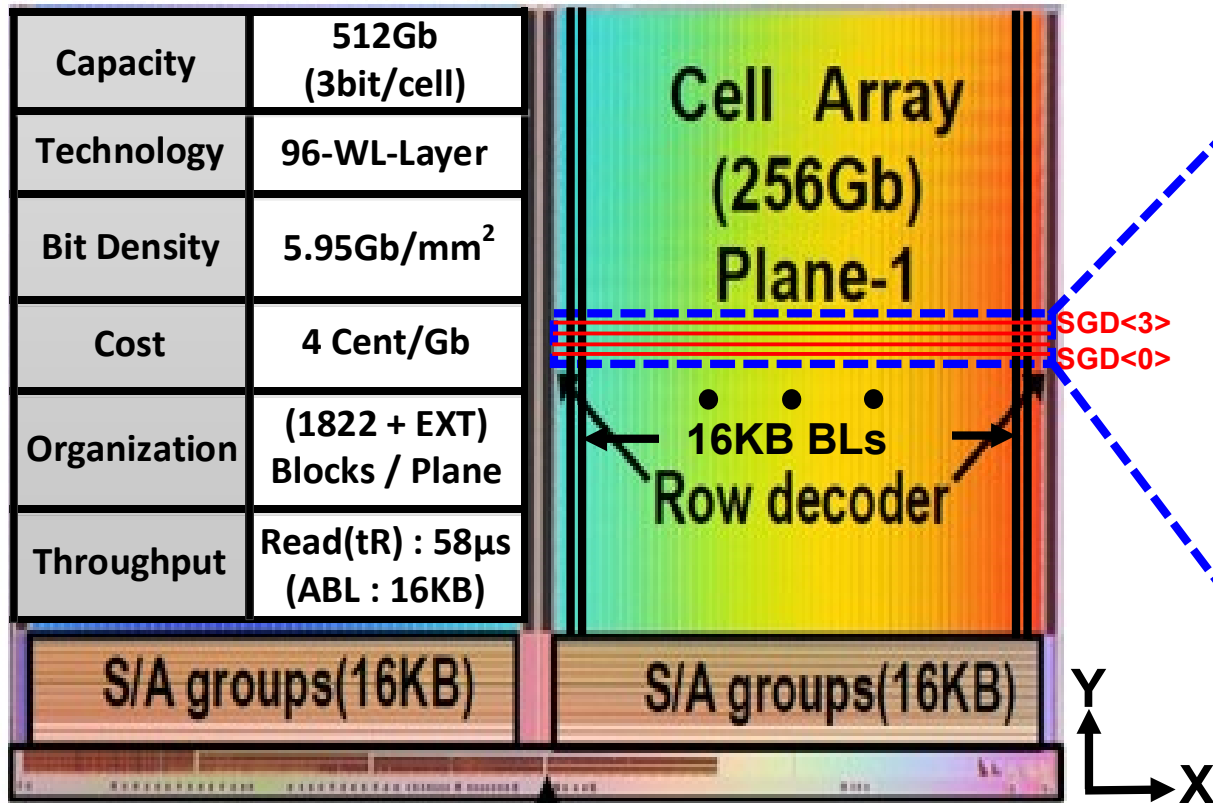 Capacity
512Gb
(3bit/cell)
Technology
96-WL-Layer
Bit Density
5.95Gb/mm²
Cost
4 Cent/Gb
Organization
(1822 + EXT)
Blocks / Plane
Throughput
Read(tR) : 58µs
(ABL : 16KB)
Cell Array
(256Gb)
Plane-1
SGD<3>
SGD<0>
16KB BLs
Row decoder
S/A groups(16KB)
S/A groups(16KB)
Y
X